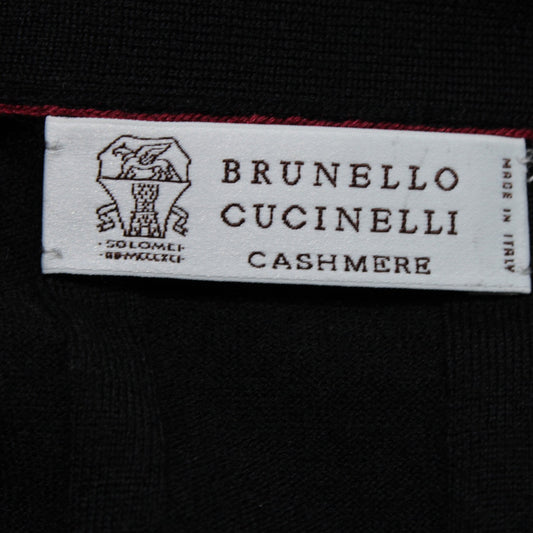 BRUNELLO
CUCINELLI
CASHMERE
MADE IN ITALY
·SOLOMEI·